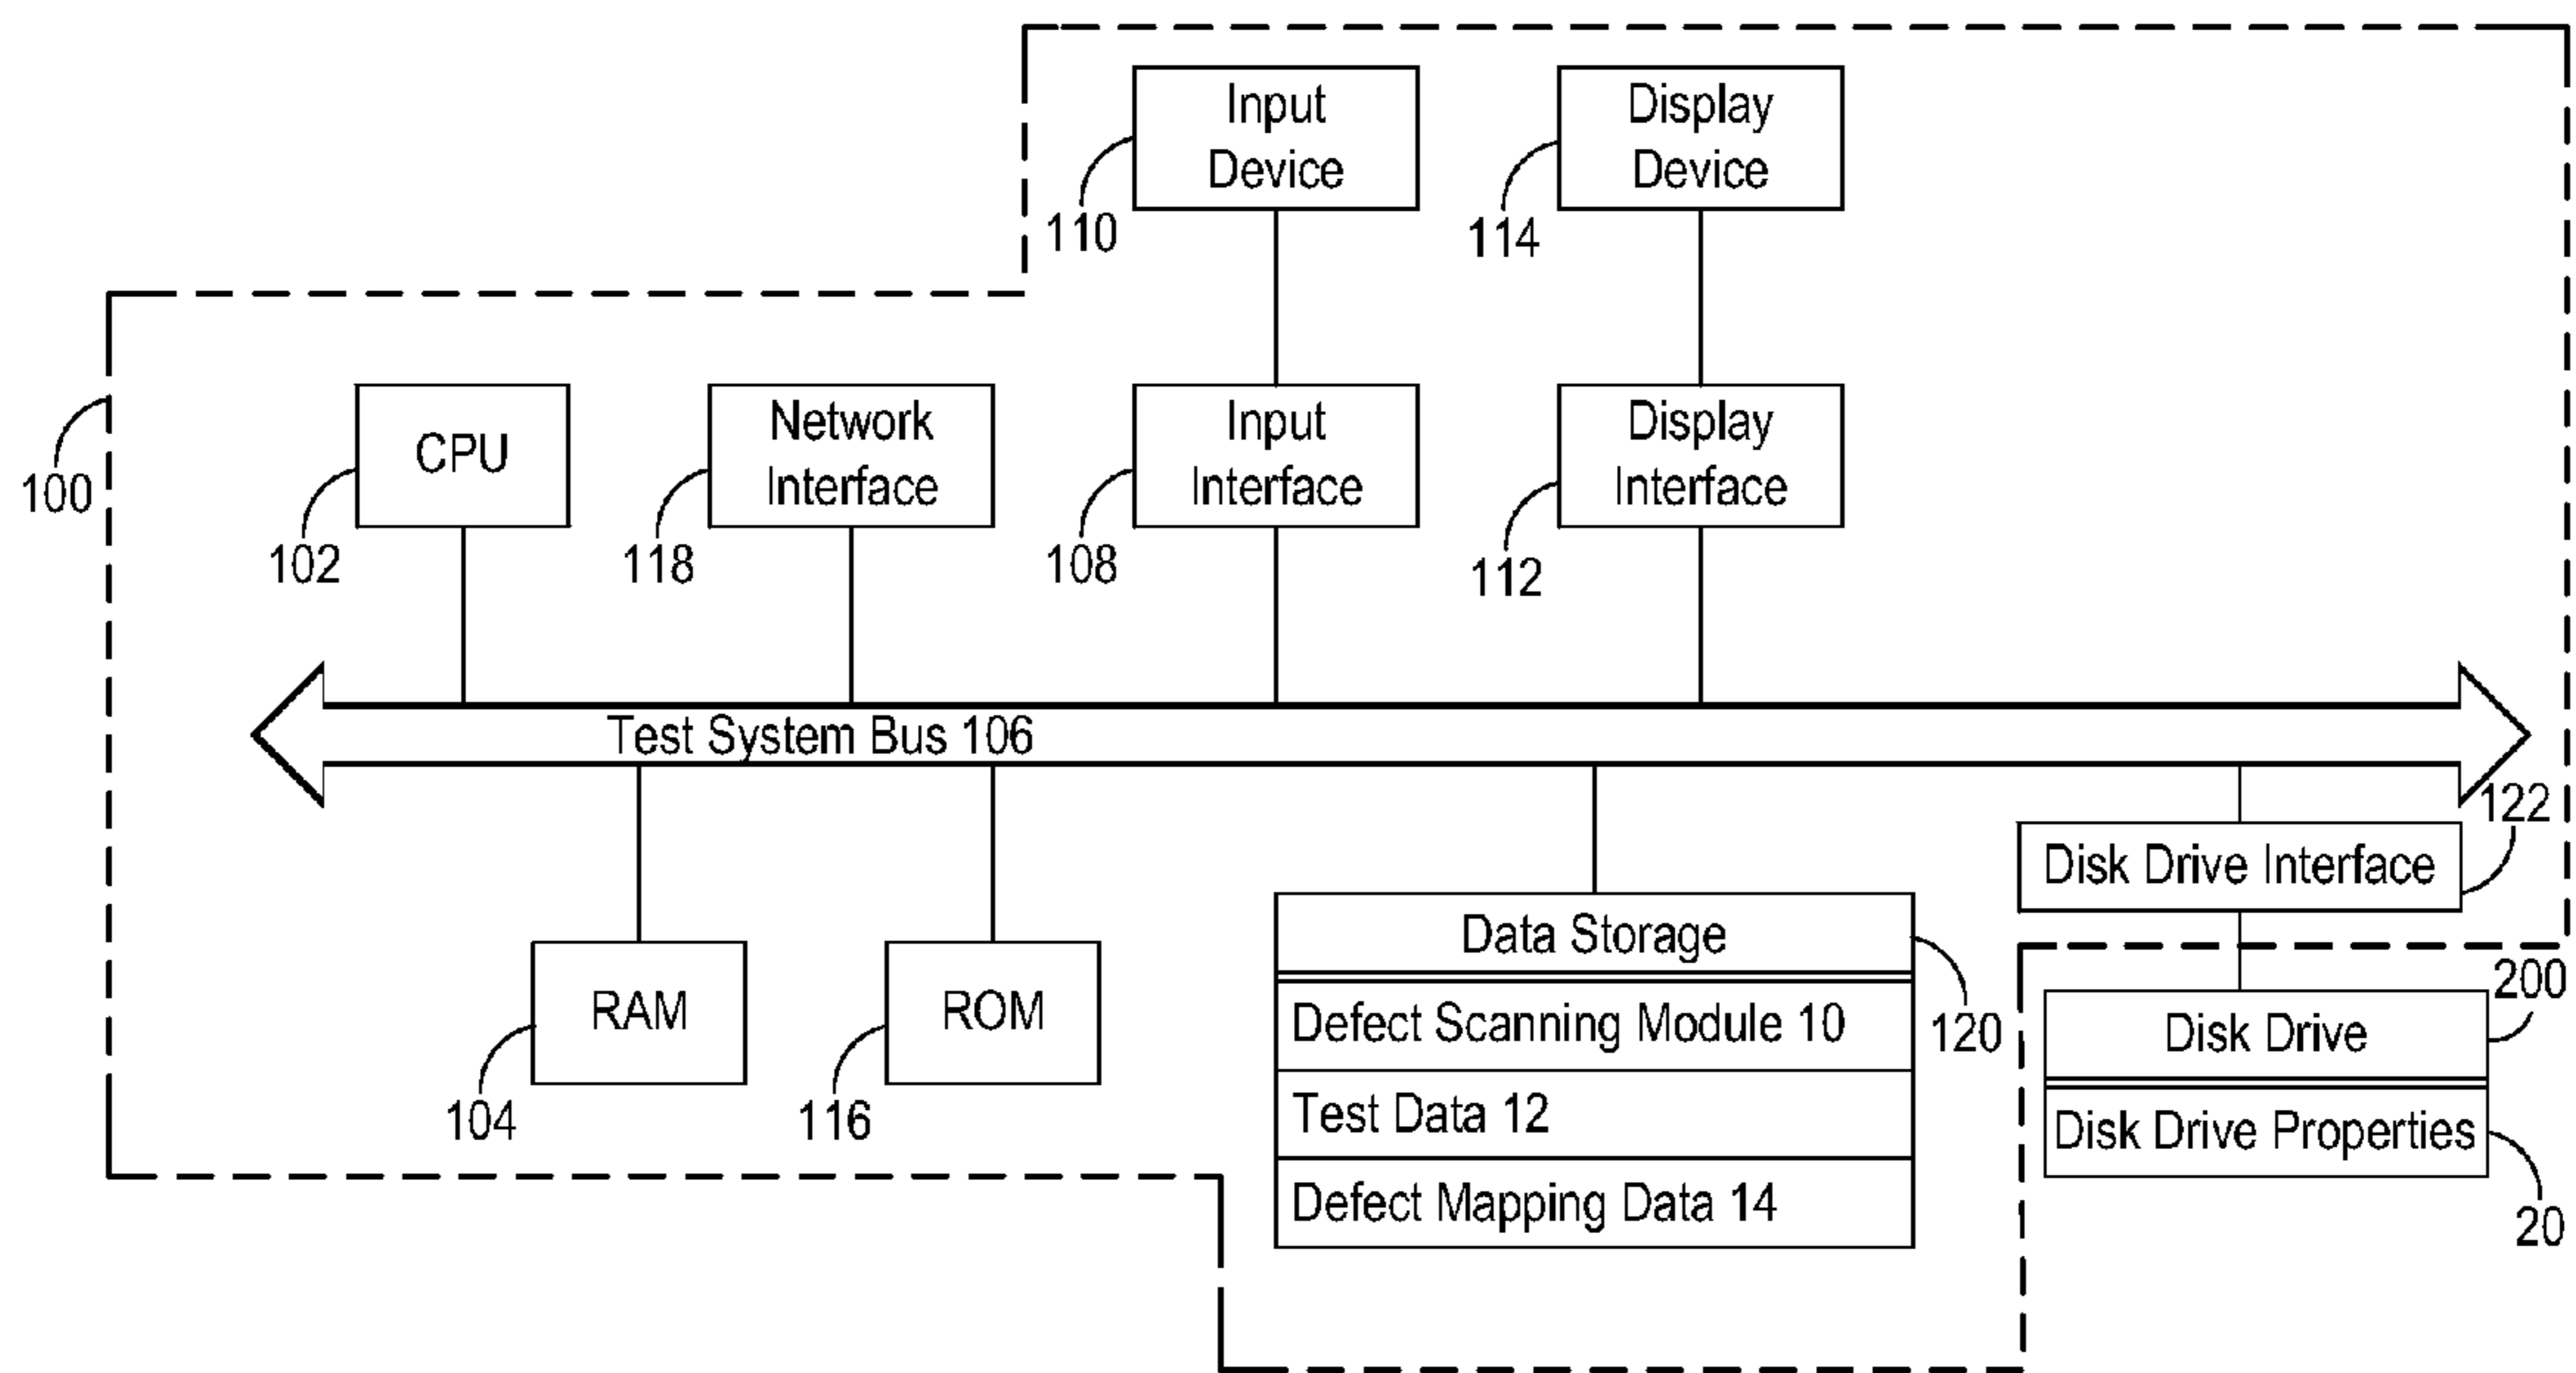 Input
Device
110
Display
Device
114
100
CPU
102
Network
Interface
118
Input
Interface
108
Display
Interface
112
Test System Bus 106
122
Disk Drive Interface
RAM
104
ROM
116
Data Storage
120
Defect Scanning Module 10
Test Data 12
Defect Mapping Data 14
200
Disk Drive
Disk Drive Properties
20